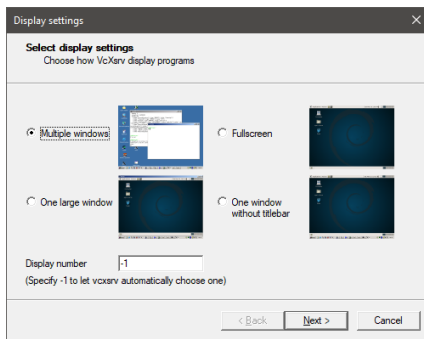 Display settings
Select display settings
Choose how VcXsrv display programs
Multiple windows
Fullscreen
One large window
One window
without titlebar
Display number
-1
(Specify -1 to let vcxsrv automatically choose one)
< Back
Next >
Cancel